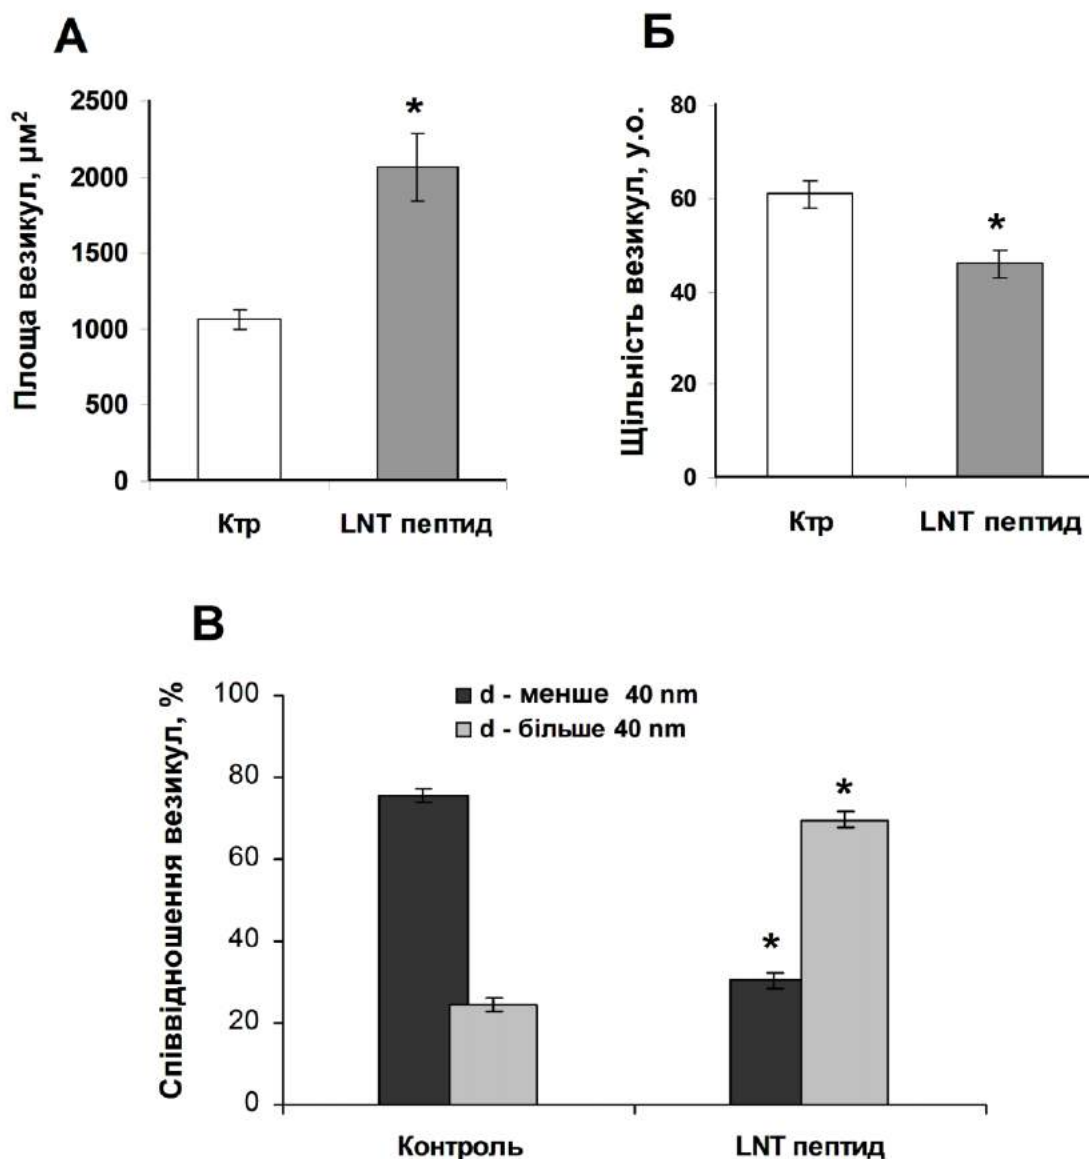 А
Площа везикул, µм²
2500
2000
1500
1000
500
0
*
Ктр
LNT пептид
Б
Щільність везикул, у.о.
80
60
40
20
0
*
Ктр
LNT пептид
В
Співвідношення везикул, %
100
80
60
40
20
0
d - менше 40 nm
d - більше 40 nm
*
*
Контроль
LNT пептид